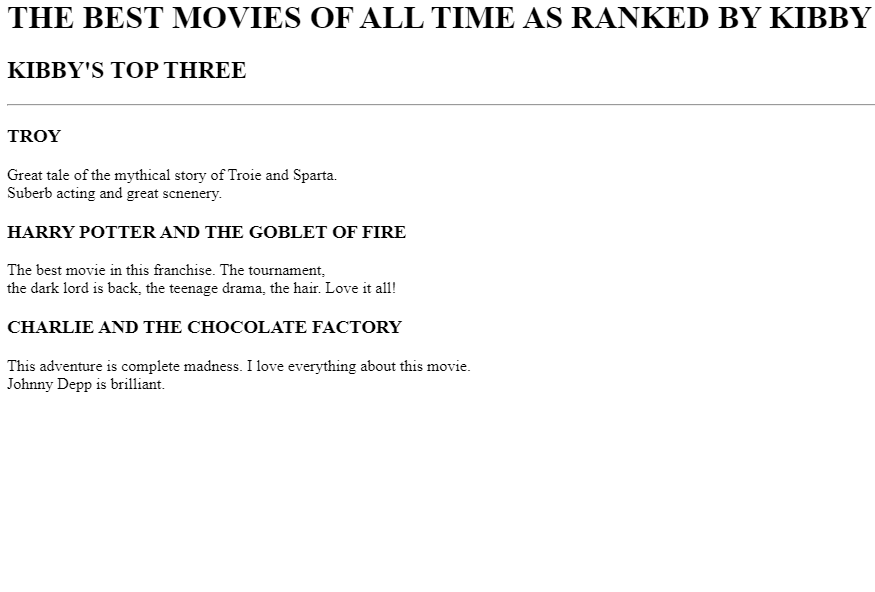 THE BEST MOVIES OF ALL TIME AS RANKED BY KIBBY
KIBBY'S TOP THREE
TROY
Great tale of the mythical story of Troie and Sparta.
Suberb acting and great scnenery.
HARRY POTTER AND THE GOBLET OF FIRE
The best movie in this franchise. The tournament,
the dark lord is back, the teenage drama, the hair. Love it all!
CHARLIE AND THE CHOCOLATE FACTORY
This adventure is complete madness. I love everything about this movie.
Johnny Depp is brilliant.